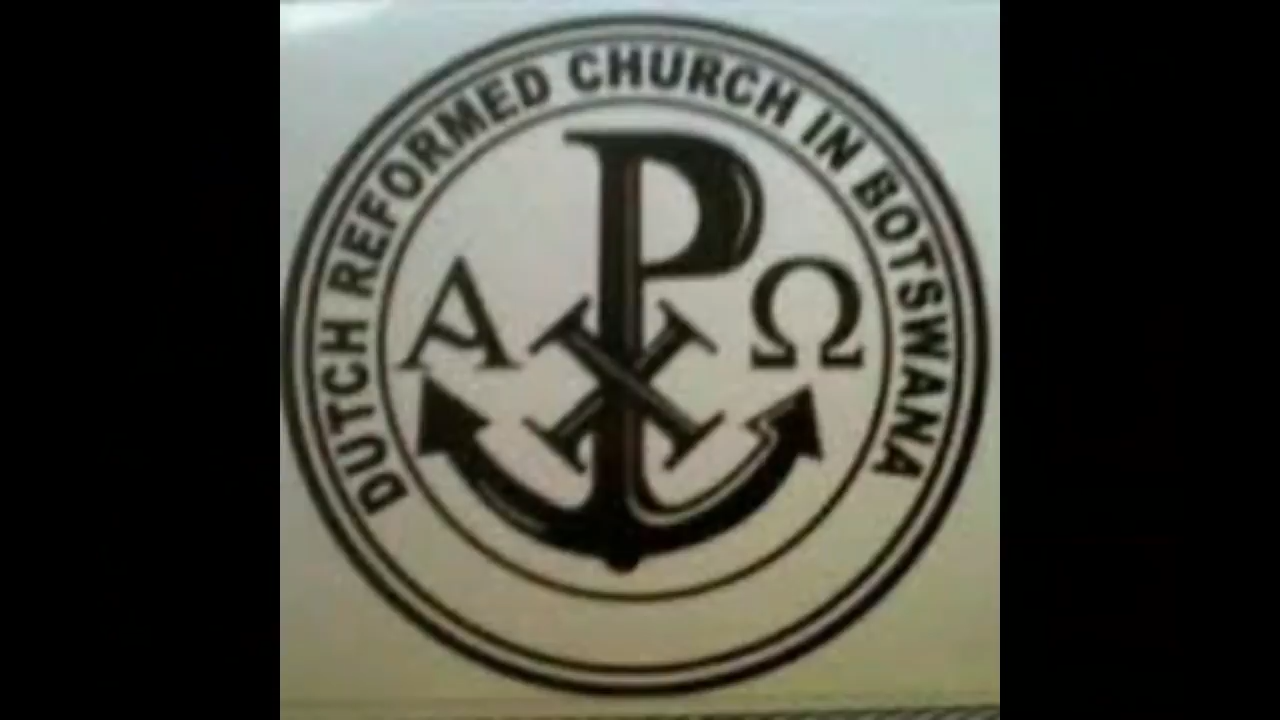 DUTCH REFORMED CHURCH IN BOTSWANA
Α Ρ Χ Ω